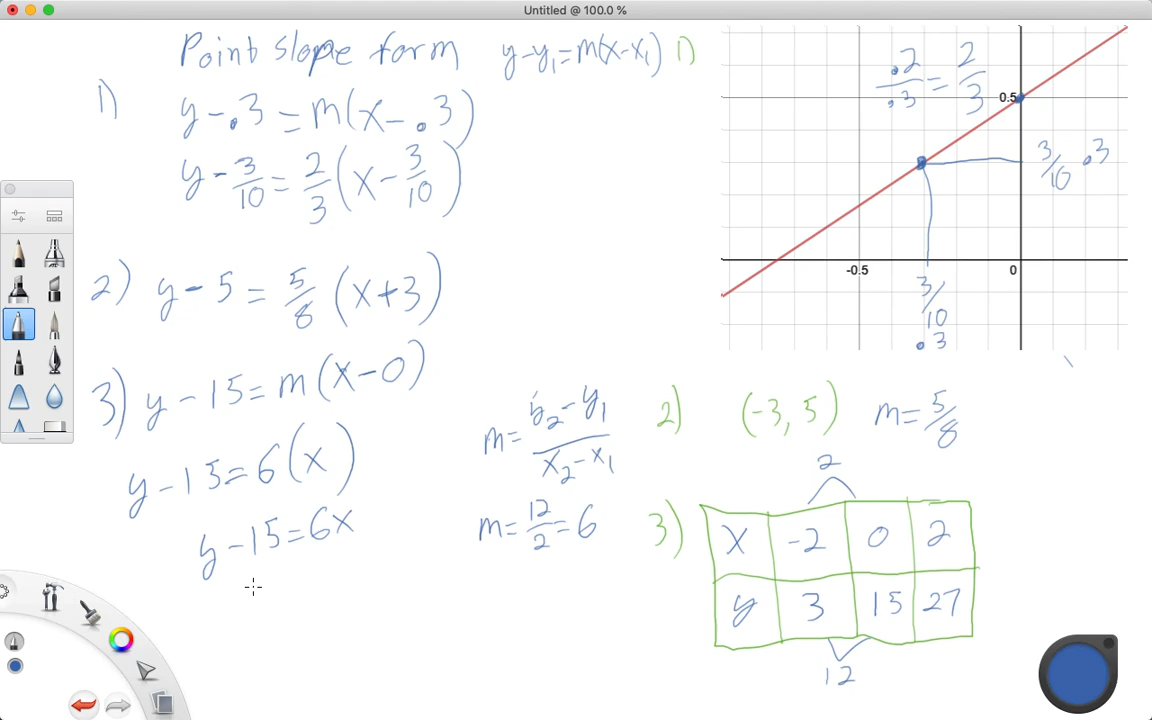 Untitled @ 100.0 %
Point slope form y-y₁=m(x-x₁) 1)
1) y-.3=m(x-.3)
y-3/10=2/3(x-3/10)
2) y-5=5/8(x+3)
3) y-15=m(x-0)
y-15=6(x)
y-15=6x
m=y₂-y₁/x₂-x₁
m=12/2=6
.2/.3=2/3
0.5
3/10 .3
-0.5 0
3/10
.3
2) (-3, 5) m=5/8
2
3) x -2 0 2
y 3 15 27
12